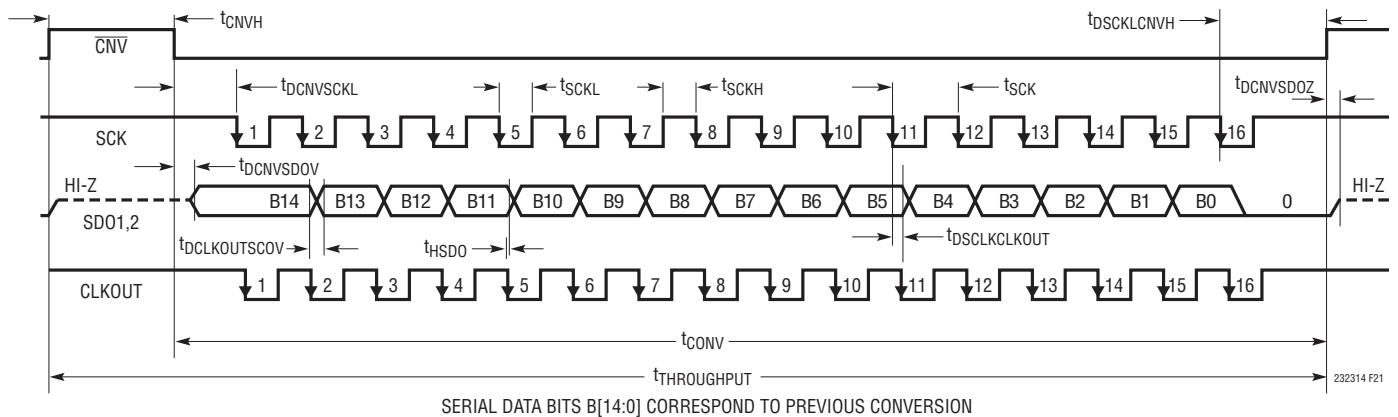 tCNVH
tDSCKLCNVH
CNV
tDCNVSCKL
tSCKL
tSCKH
tSCK
tDCNVSDOZ
SCK
1 2 3 4 5 6 7 8 9 10 11 12 13 14 15 16
tDCNVSDOV
HI-Z
B14 B13 B12 B11 B10 B9 B8 B7 B6 B5 B4 B3 B2 B1 B0 0
HI-Z
SDO1,2
tDCLKOUTSCOV
tHSDO
tDSCLKCLKOUT
CLKOUT
1 2 3 4 5 6 7 8 9 10 11 12 13 14 15 16
tCONV
tTHROUGHPUT
232314 F21
SERIAL DATA BITS B[14:0] CORRESPOND TO PREVIOUS CONVERSION